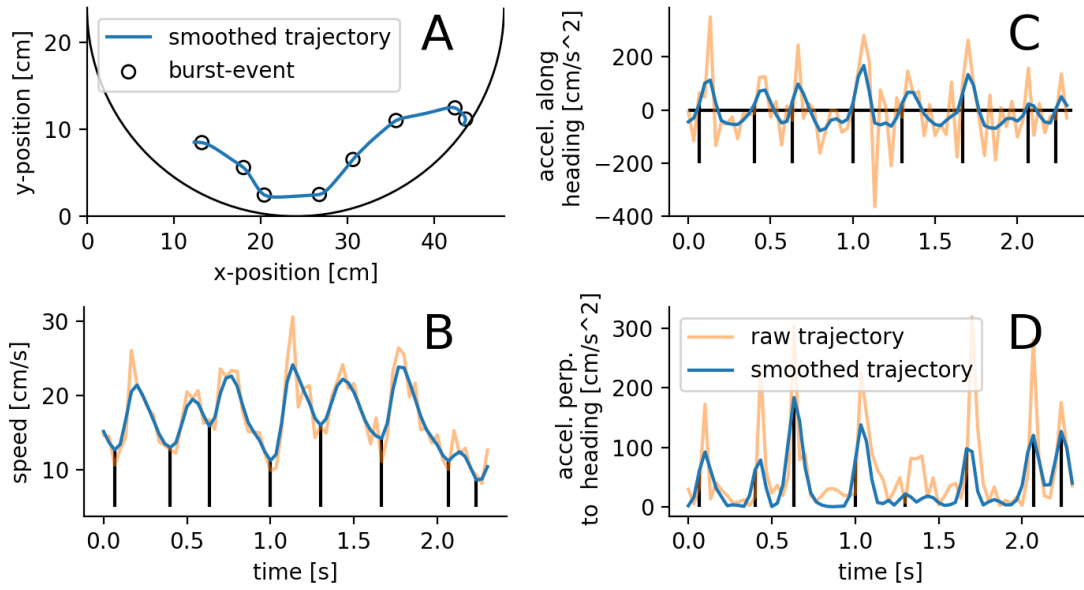 A
smoothed trajectory
burst-event
y-position [cm]
20
10
0
0
10
20
30
40
x-position [cm]
C
accel. along
heading [cm/s^2]
200
0
−200
−400
0.0
0.5
1.0
1.5
2.0
B
speed [cm/s]
30
20
10
0.0
0.5
1.0
1.5
2.0
time [s]
D
raw trajectory
smoothed trajectory
accel. perp.
to heading [cm/s^2]
300
200
100
0
0.0
0.5
1.0
1.5
2.0
time [s]